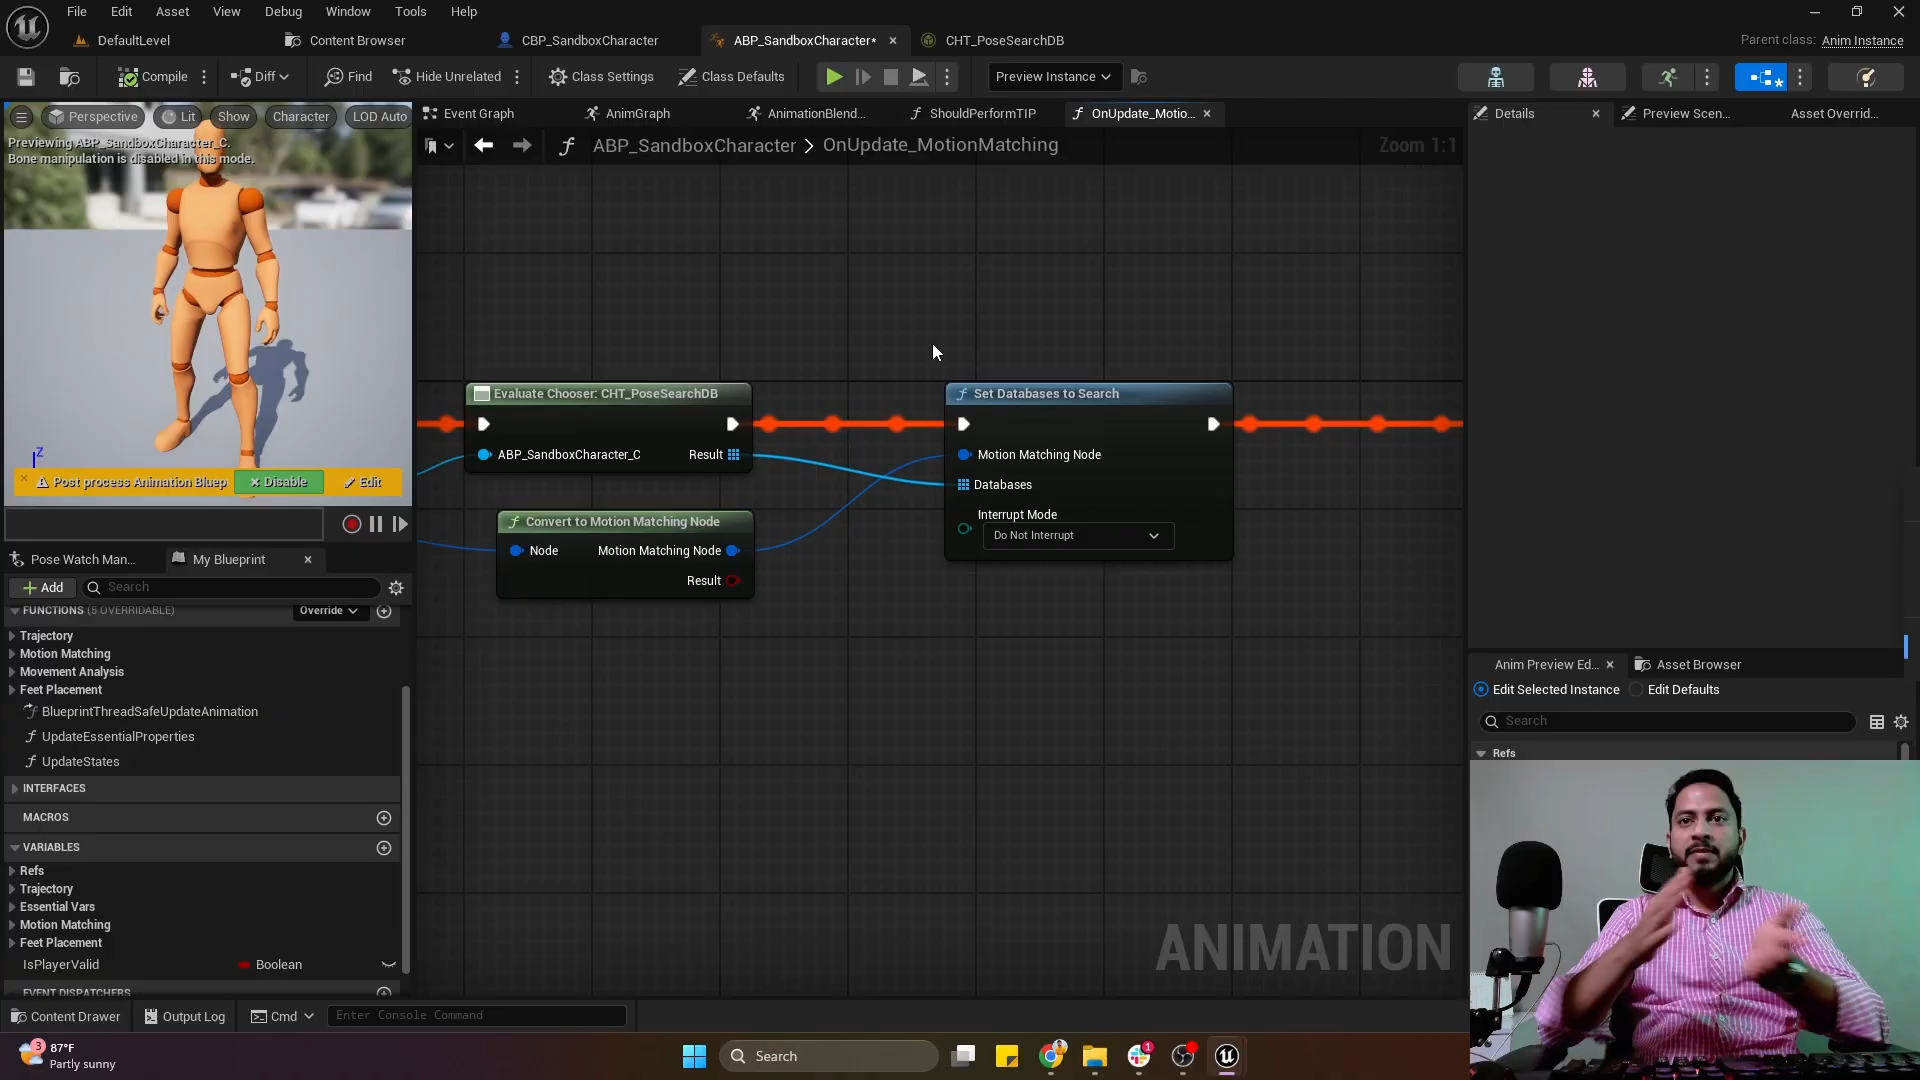 File Edit Asset View Debug Window Tools Help
DefaultLevel Content Browser CBP_SandboxCharacter ABP_SandboxCharacter* CHT_PoseSearchDB Parent class: Anim Instance
Compile Diff Find Hide Unrelated Class Settings Class Defaults Preview Instance
Perspective Lit Show Character LOD Auto
Event Graph AnimGraph AnimationBlend... ShouldPerformTIP OnUpdate_Motio... Details Preview Scen... Asset Overrid...
Previewing ABP_SandboxCharacter_C.
Bone manipulation is disabled in this mode.
ABP_SandboxCharacter > OnUpdate_MotionMatching Zoom 1:1
Evaluate Chooser: CHT_PoseSearchDB
ABP_SandboxCharacter_C Result
Convert to Motion Matching Node
Node Motion Matching Node
Result
Set Databases to Search
Motion Matching Node
Databases
Interrupt Mode
Do Not Interrupt
ANIMATION
Z
Post process Animation Bluep Disable Edit
Pose Watch Man... My Blueprint
Add Search
FUNCTIONS (5 OVERRIDABLE) Override
Trajectory
Motion Matching
Movement Analysis
Feet Placement
BlueprintThreadSafeUpdateAnimation
UpdateEssentialProperties
UpdateStates
INTERFACES
MACROS
VARIABLES
Refs
Trajectory
Essential Vars
Motion Matching
Feet Placement
IsPlayerValid Boolean
EVENT DISPATCHERS
Anim Preview Ed... Asset Browser
Edit Selected Instance Edit Defaults
Search
Refs
Content Drawer Output Log Cmd Enter Console Command
3 87°F
Partly sunny
Search
1